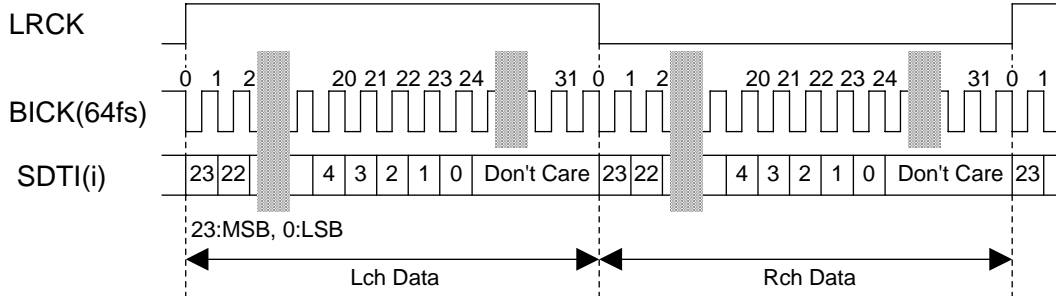 LRCK
0 1 2 20 21 22 23 24 31 0 1 2 20 21 22 23 24 31 0 1
BICK(64fs)
SDTI(i) 23 22 4 3 2 1 0 Don't Care 23 22 4 3 2 1 0 Don't Care 23
23:MSB, 0:LSB
Lch Data Rch Data